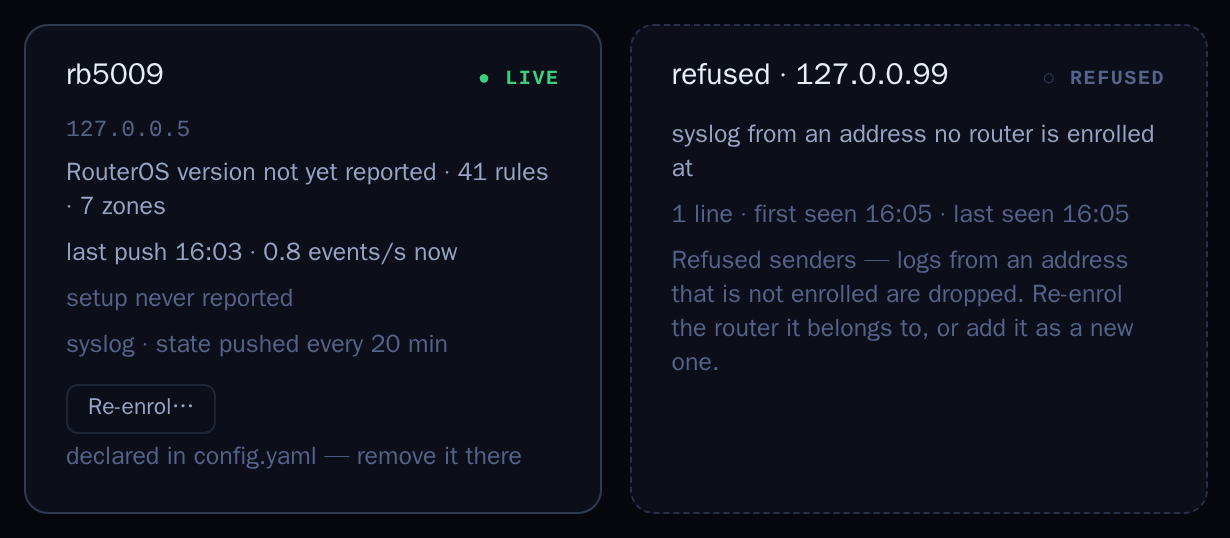 rb5009
● LIVE
127.0.0.5
RouterOS version not yet reported · 41 rules
· 7 zones
last push 16:03 · 0.8 events/s now
setup never reported
syslog · state pushed every 20 min
Re-enrol…
declared in config.yaml — remove it there
refused · 127.0.0.99
○ REFUSED
syslog from an address no router is enrolled
at
1 line · first seen 16:05 · last seen 16:05
Refused senders — logs from an address
that is not enrolled are dropped. Re-enrol
the router it belongs to, or add it as a new
one.